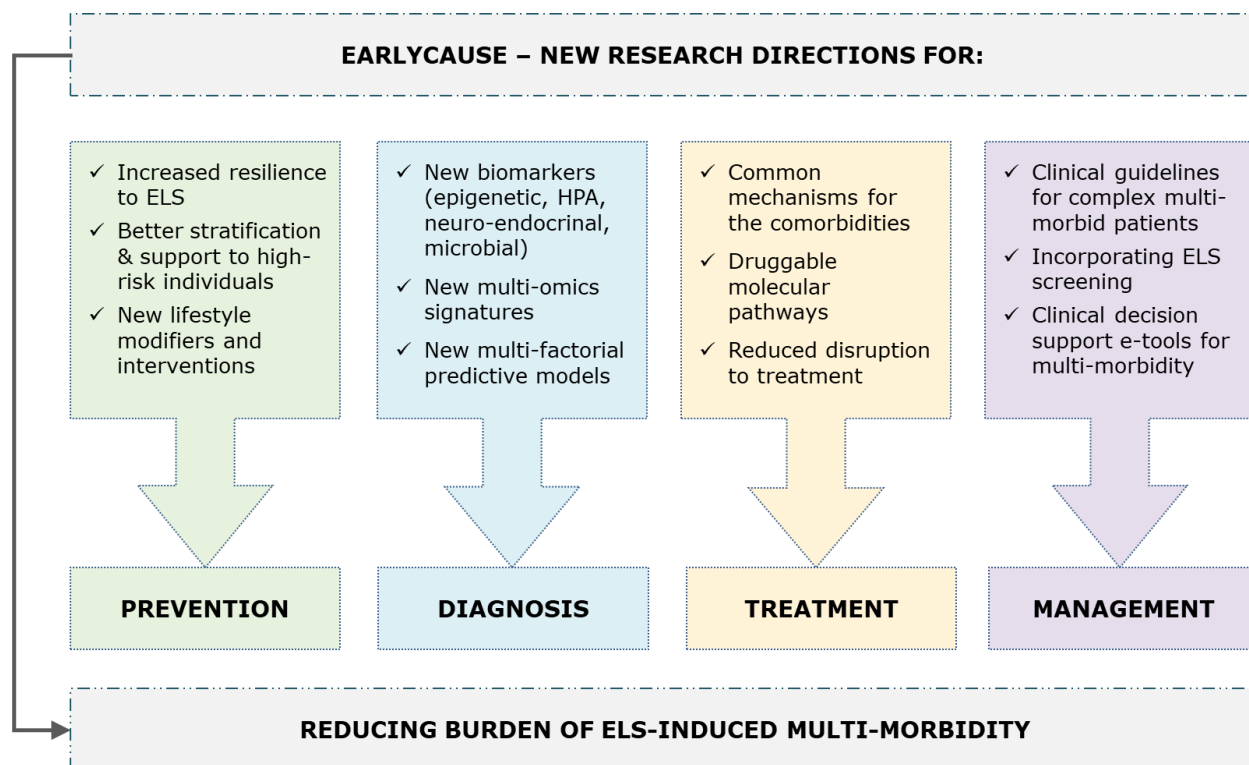 EARLYCAUSE – NEW RESEARCH DIRECTIONS FOR:
✓ Increased resilience
to ELS
✓ Better stratification
& support to high-
risk individuals
✓ New lifestyle
modifiers and
interventions
✓ New biomarkers
(epigenetic, HPA,
neuro-endocrinal,
microbial)
✓ New multi-omics
signatures
✓ New multi-factorial
predictive models
✓ Common
mechanisms for
the comorbidities
✓ Druggable
molecular
pathways
✓ Reduced disruption
to treatment
✓ Clinical guidelines
for complex multi-
morbid patients
✓ Incorporating ELS
screening
✓ Clinical decision
support e-tools for
multi-morbidity
PREVENTION
DIAGNOSIS
TREATMENT
MANAGEMENT
REDUCING BURDEN OF ELS-INDUCED MULTI-MORBIDITY